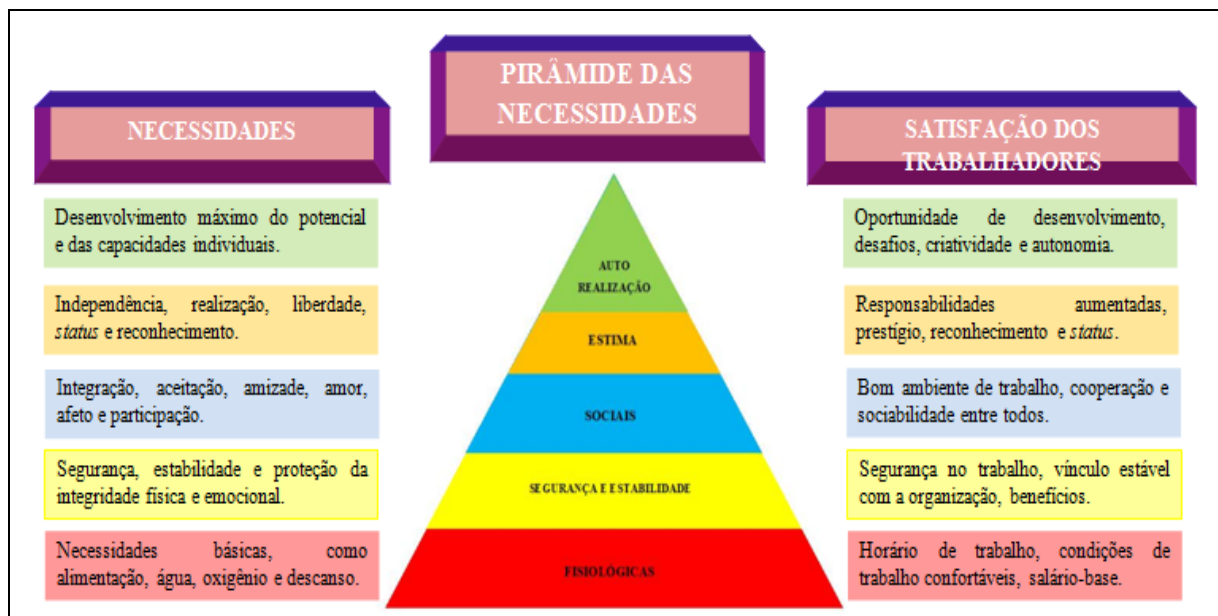 PIRÂMIDE DAS
NECESSIDADES
NECESSIDADES
Desenvolvimento máximo do potencial
e das capacidades individuais.
Independência, realização, liberdade,
status e reconhecimento.
Integração, aceitação, amizade, amor,
afeto e participação.
Segurança, estabilidade e proteção da
integridade física e emocional.
Necessidades básicas, como
alimentação, água, oxigênio e descanso.
AUTO
REALIZAÇÃO
ESTIMA
SOCIAIS
SEGURANÇA E ESTABILIDADE
FISIOLÓGICAS
SATISFAÇÃO DOS
TRABALHADORES
Oportunidade de desenvolvimento,
desafios, criatividade e autonomia.
Responsabilidades aumentadas,
prestígio, reconhecimento e status.
Bom ambiente de trabalho, cooperação e
sociabilidade entre todos.
Segurança no trabalho, vínculo estável
com a organização, benefícios.
Horário de trabalho, condições de
trabalho confortáveis, salário-base.